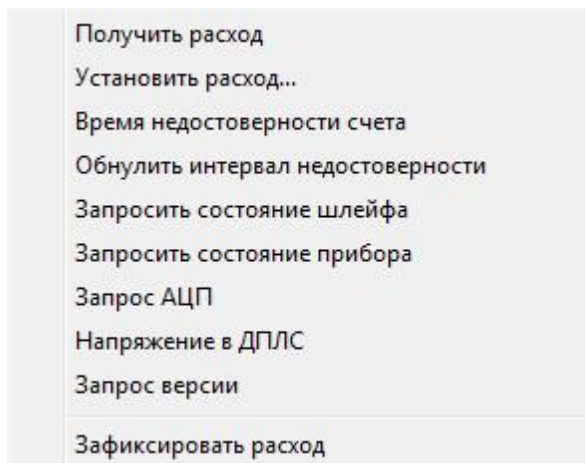 Получить расход
Установить расход...
Время недостоверности счета
Обнулить интервал недостоверности
Запросить состояние шлейфа
Запросить состояние прибора
Запрос АЦП
Напряжение в ДПЛС
Запрос версии
Зафиксировать расход